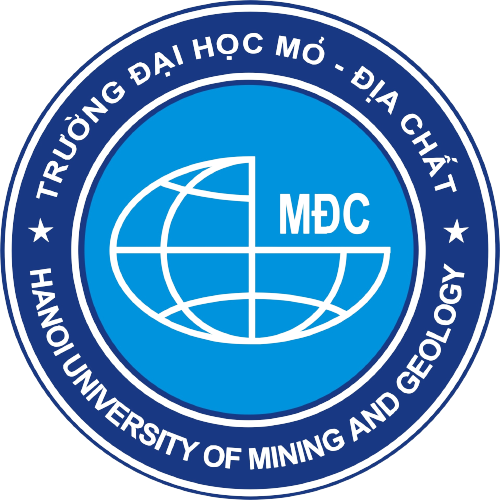 TRƯỜNG ĐẠI HỌC MỎ - ĐỊA CHẤT
MĐC
HANOI UNIVERSITY OF MINING AND GEOLOGY